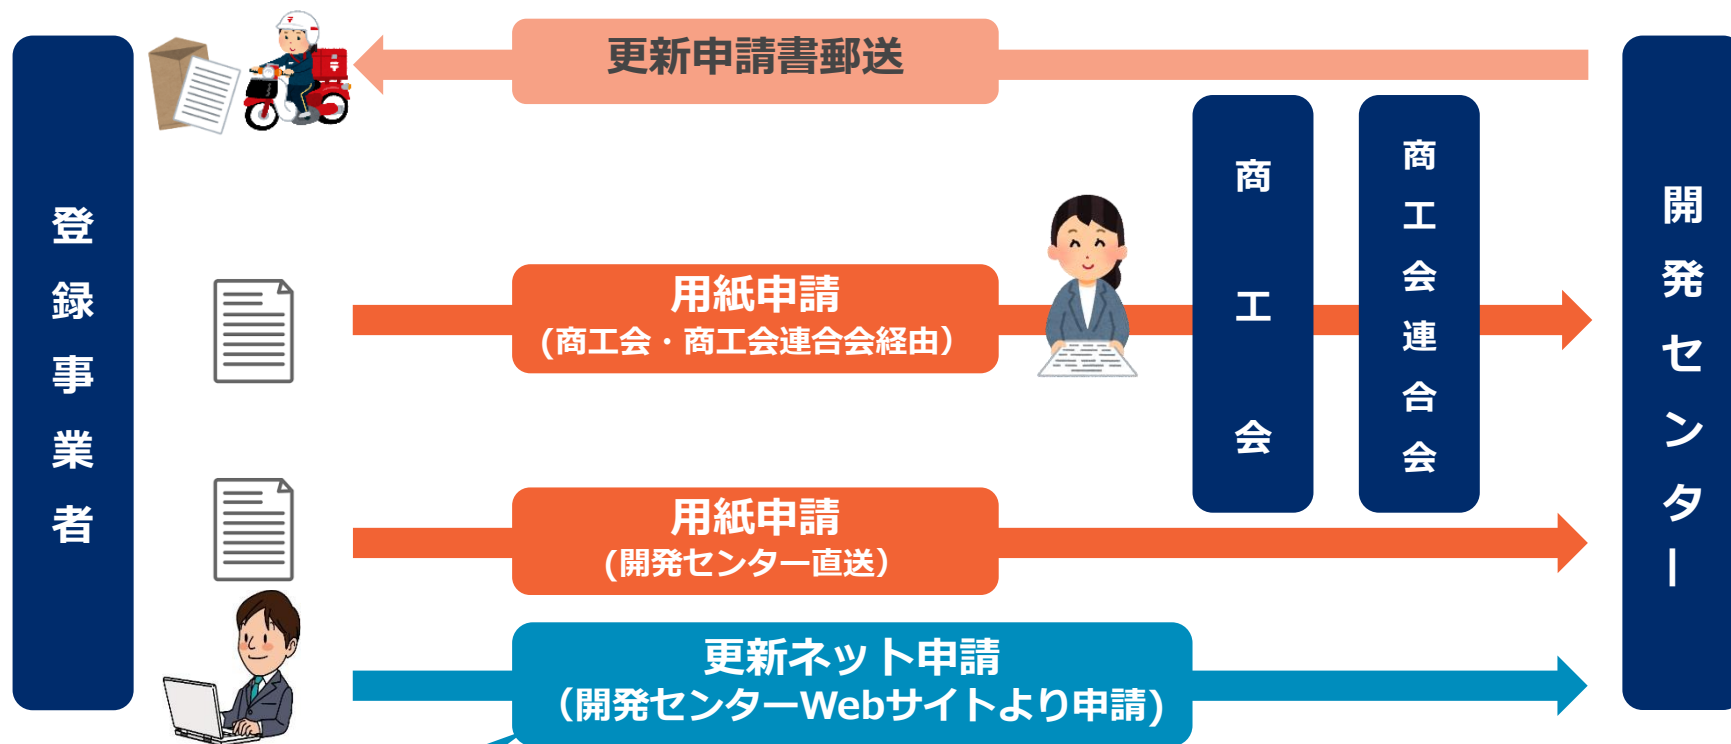 更新申請書郵送
登録事業者
用紙申請
(商工会・商工会連合会経由）
商工会
商工会連合会
開発センター
用紙申請
(開発センター直送）
更新ネット申請
（開発センターWebサイトより申請)